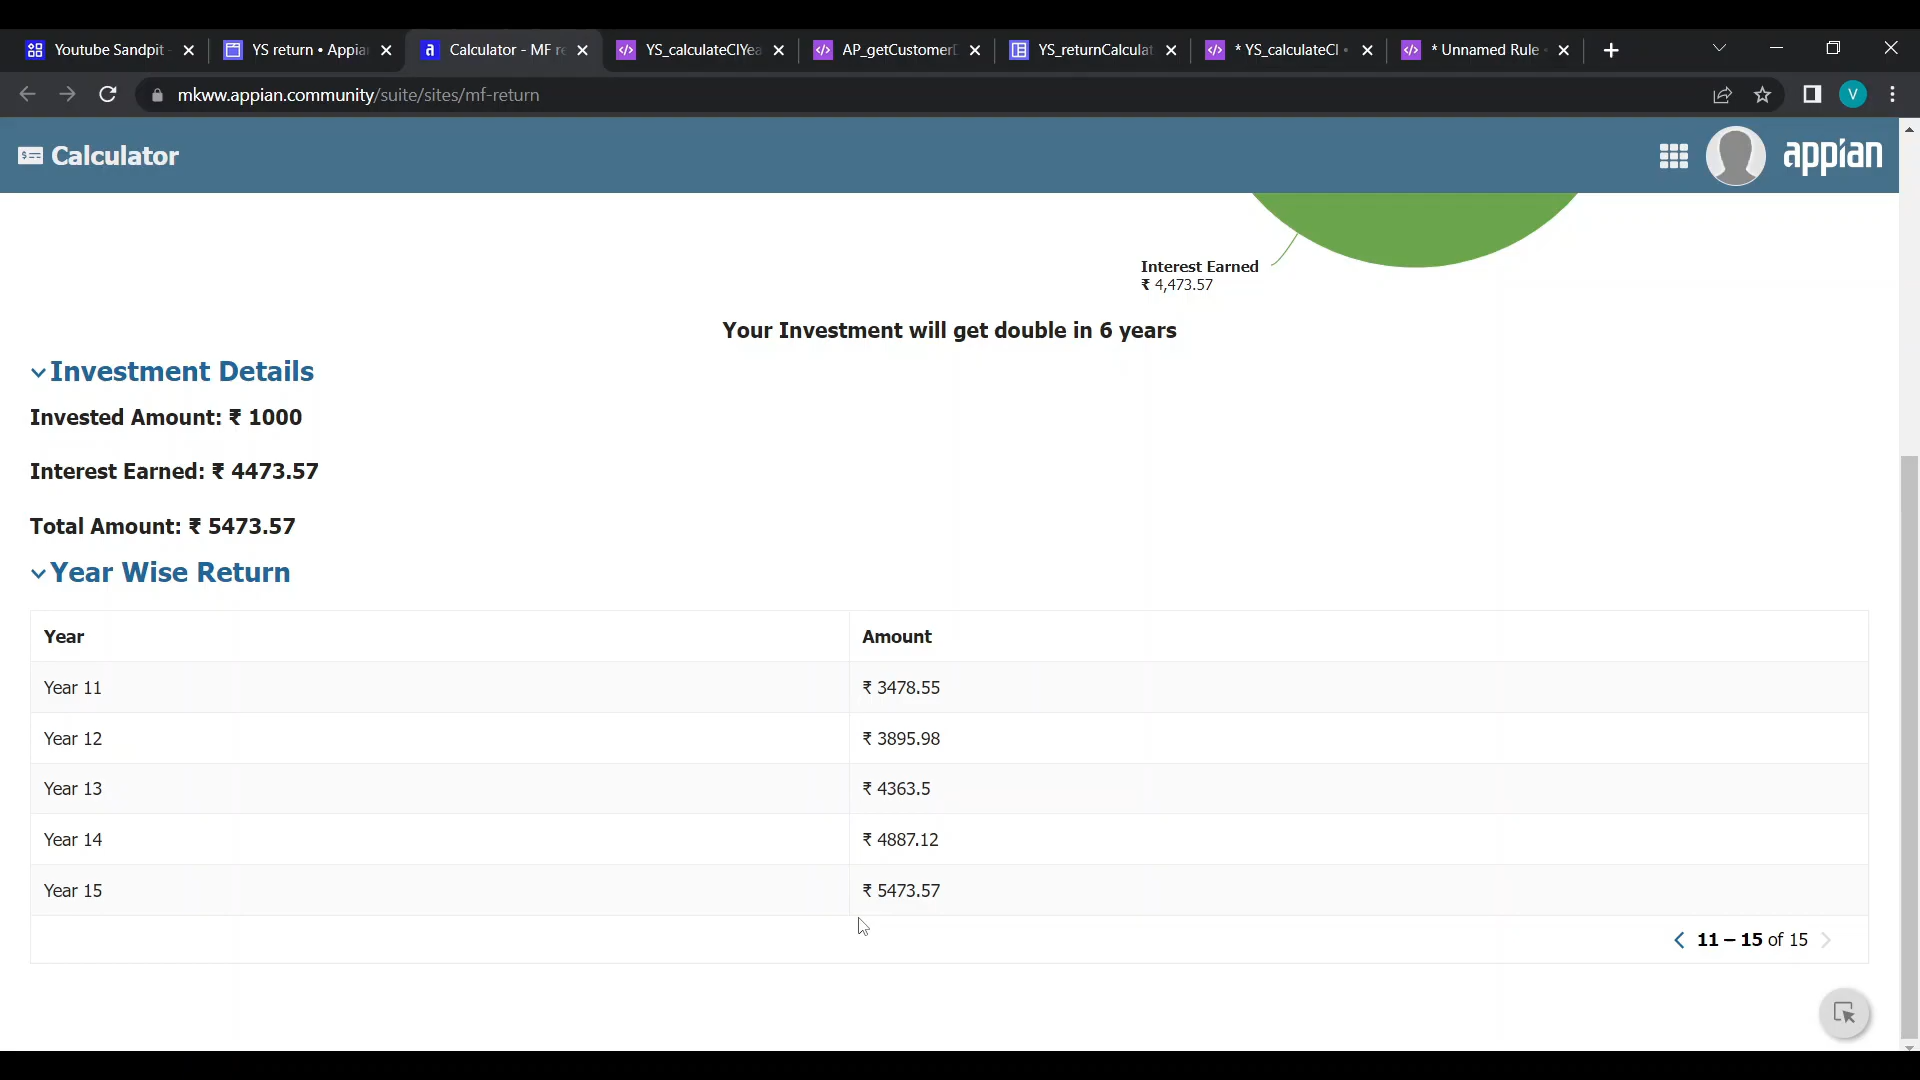 Youtube Sandpit
YS return • Appia
Calculator - MF re
YS_calculateCIYea
AP_getCustomerD
YS_returnCalculat
* YS_calculateCI •
* Unnamed Rule
mkww.appian.community/suite/sites/mf-return
V
Calculator
appian
Interest Earned
₹ 4,473.57
Your Investment will get double in 6 years
Investment Details
Invested Amount: ₹ 1000
Interest Earned: ₹ 4473.57
Total Amount: ₹ 5473.57
Year Wise Return
Year Amount
Year 11 ₹ 3478.55
Year 12 ₹ 3895.98
Year 13 ₹ 4363.5
Year 14 ₹ 4887.12
Year 15 ₹ 5473.57
11 – 15 of 15